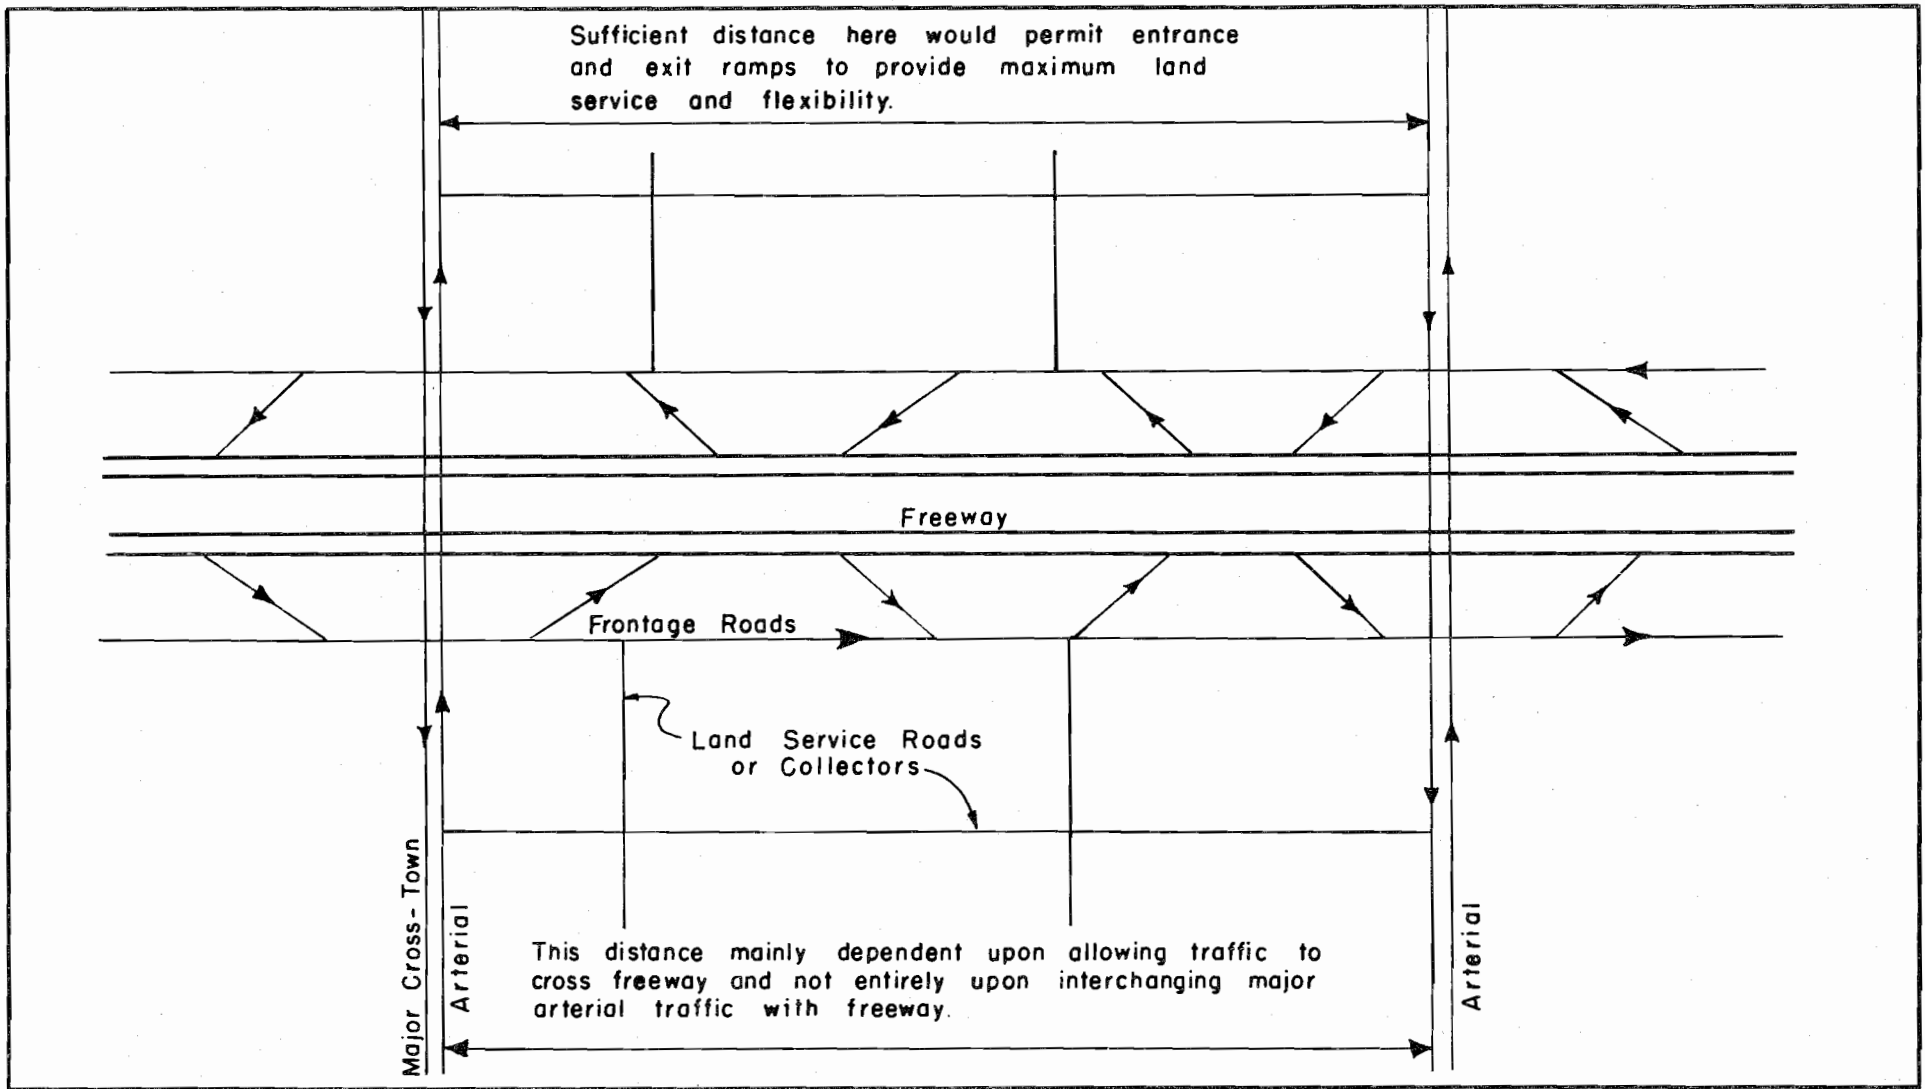 Sufficient distance here would permit entrance
and exit ramps to provide maximum land
service and flexibility.
Freeway
Frontage Roads
Land Service Roads
or Collectors
Major Cross-Town
Arterial
This distance mainly dependent upon allowing traffic to
cross freeway and not entirely upon interchanging major
arterial traffic with freeway.
Arterial